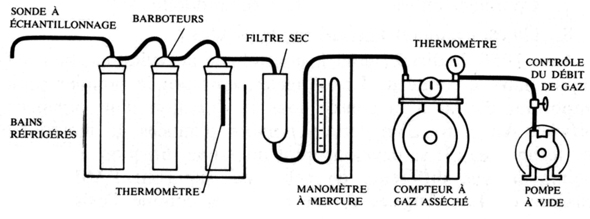 SONDE À
ÉCHANTILLONNAGE
BARBOTEURS
FILTRE SEC
THERMOMÈTRE
CONTRÔLE
DU DÉBIT
DE GAZ
BAINS
RÉFRIGÉRÉS
THERMOMÈTRE
MANOMÈTRE
À MERCURE
COMPTEUR À
GAZ ASSÉCHÉ
POMPE
À VIDE